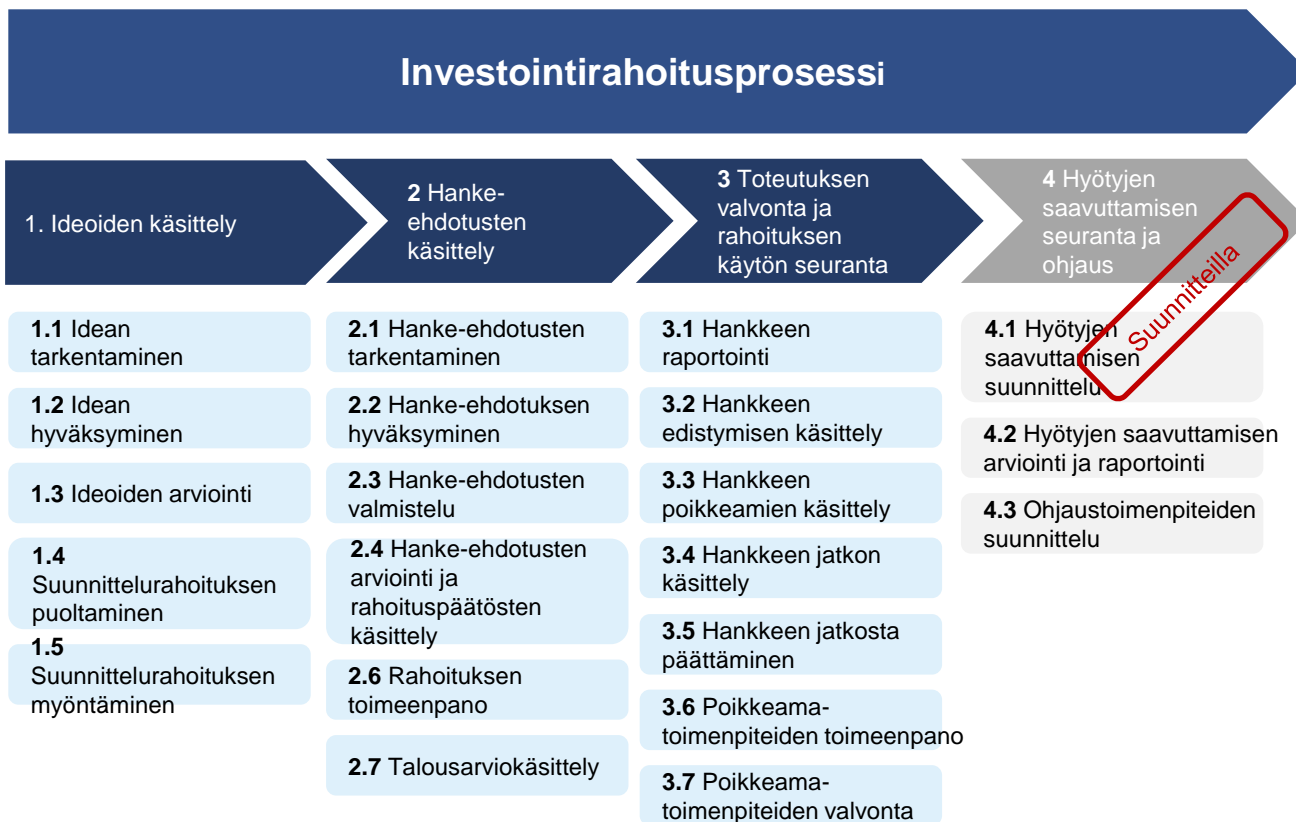 Investointirahoitusprosessi
1. Ideoiden käsittely
2 Hanke-
ehdotusten
käsittely
3 Toteutuksen
valvonta ja
rahoituksen
käytön seuranta
4 Hyötyjen
saavuttamisen
seuranta ja
ohjaus
Suunnitteilla
1.1 Idean
tarkentaminen
1.2 Idean
hyväksyminen
1.3 Ideoiden arviointi
1.4
Suunnittelurahoituksen
puoltaminen
1.5
Suunnittelurahoituksen
myöntäminen
2.1 Hanke-ehdotusten
tarkentaminen
2.2 Hanke-ehdotuksen
hyväksyminen
2.3 Hanke-ehdotusten
valmistelu
2.4 Hanke-ehdotusten
arviointi ja
rahoituspäätösten
käsittely
2.6 Rahoituksen
toimeenpano
2.7 Talousarviokäsittely
3.1 Hankkeen
raportointi
3.2 Hankkeen
edistymisen käsittely
3.3 Hankkeen
poikkeamien käsittely
3.4 Hankkeen jatkon
käsittely
3.5 Hankkeen jatkosta
päättäminen
3.6 Poikkeama-
toimenpiteiden toimeenpano
3.7 Poikkeama-
toimenpiteiden valvonta
4.1 Hyötyjen
saavuttamisen
suunnittelu
4.2 Hyötyjen saavuttamisen
arviointi ja raportointi
4.3 Ohjaustoimenpiteiden
suunnittelu